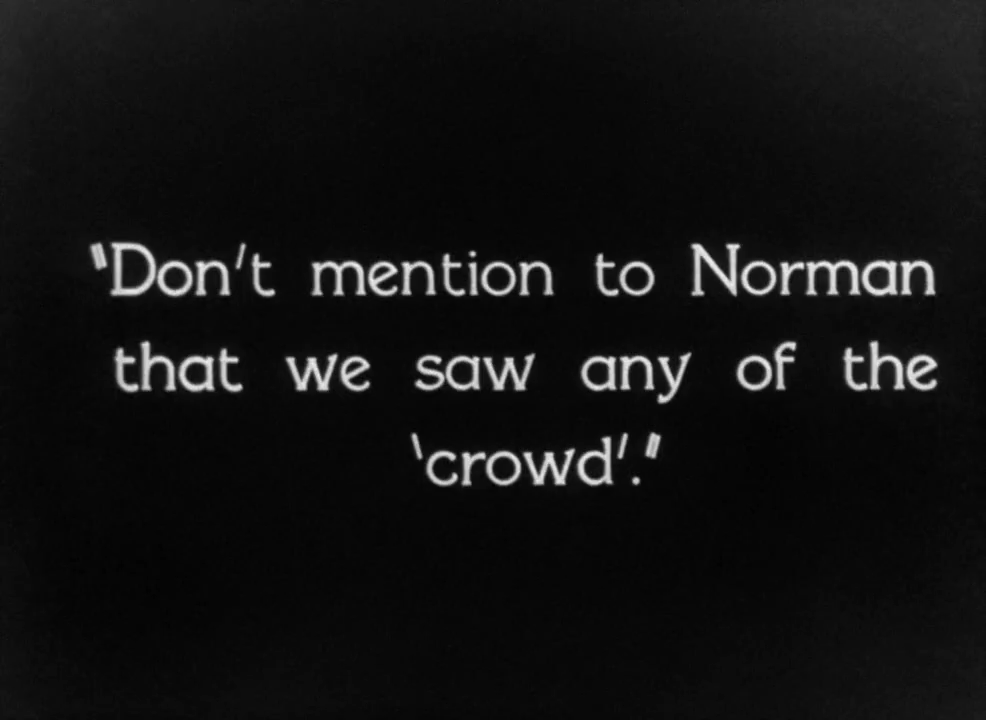 "Don't mention to Norman
that we saw any of the
'crowd'."